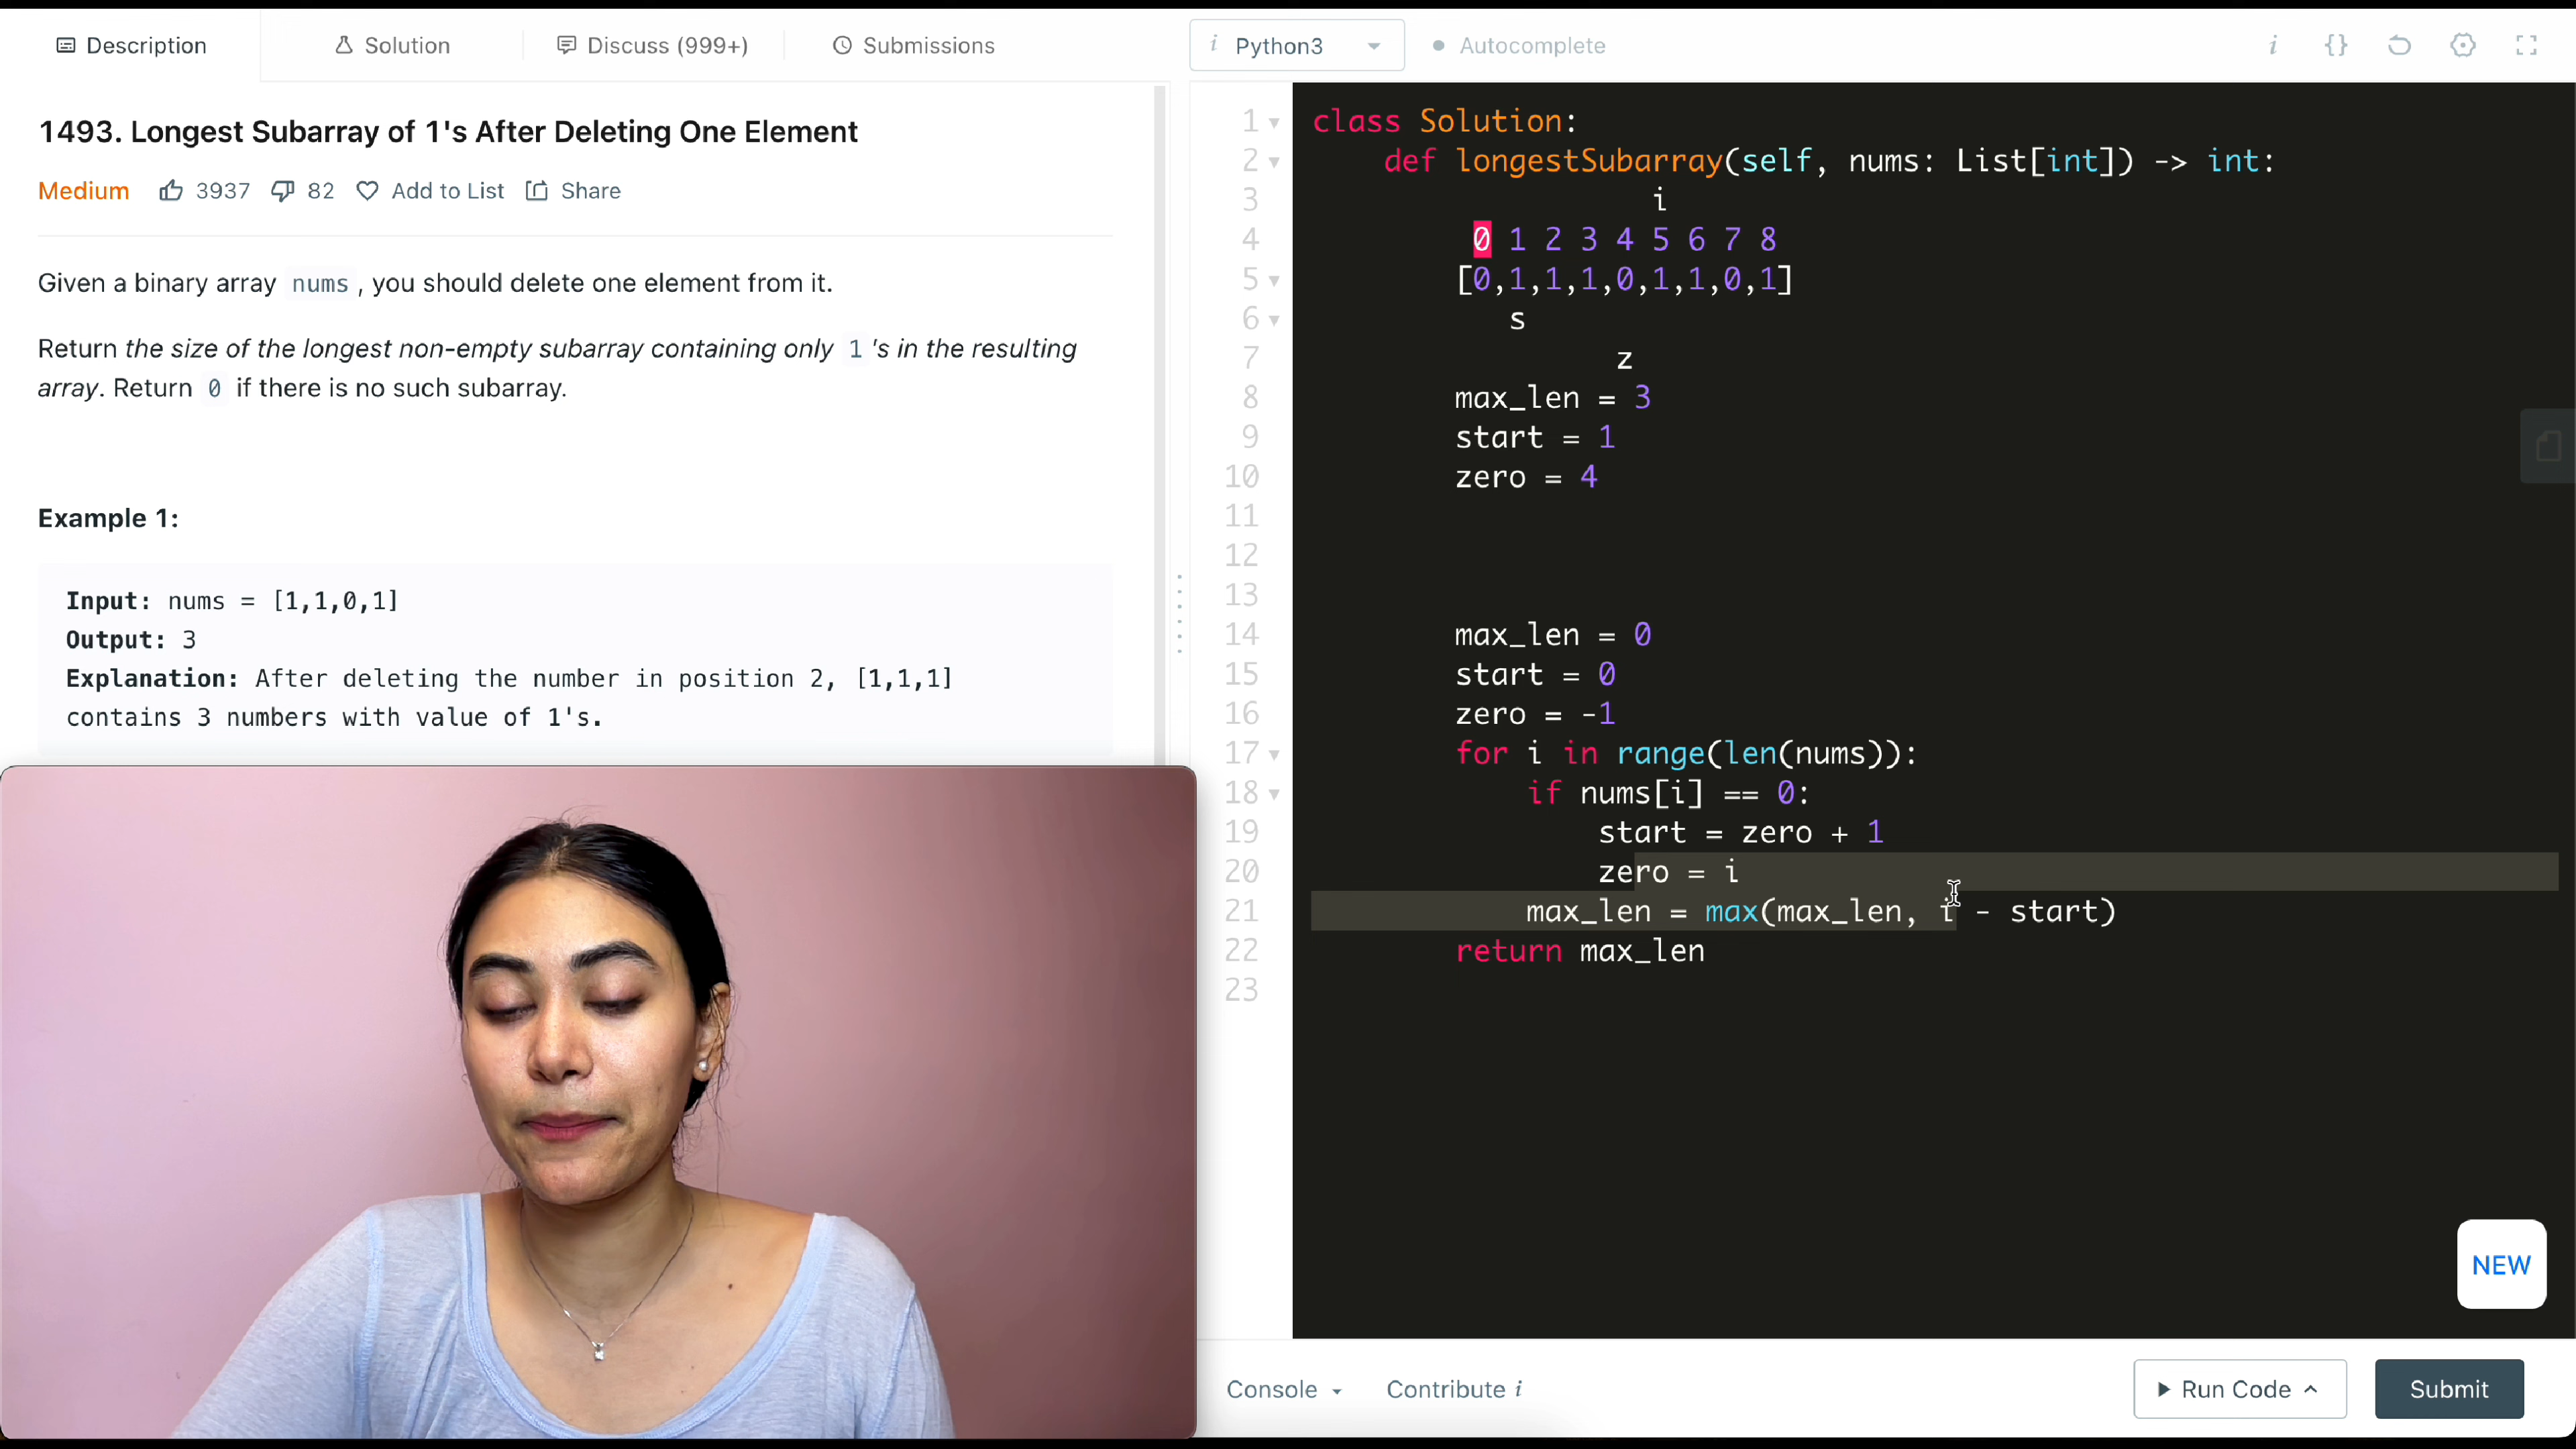 Description
Solution
Discuss (999+)
Submissions
1493. Longest Subarray of 1's After Deleting One Element
Medium 3937 82 Add to List Share
Given a binary array nums , you should delete one element from it.
Return the size of the longest non-empty subarray containing only 1 's in the resulting
array. Return 0 if there is no such subarray.
Example 1:
Input: nums = [1,1,0,1]
Output: 3
Explanation: After deleting the number in position 2, [1,1,1]
contains 3 numbers with value of 1's.
i Python3
Autocomplete
i {}
1 class Solution:
2 def longestSubarray(self, nums: List[int]) -> int:
3 i
4 0 1 2 3 4 5 6 7 8
5 [0,1,1,1,0,1,1,0,1]
6 s
7 z
8 max_len = 3
9 start = 1
10 zero = 4
11
12
13
14 max_len = 0
15 start = 0
16 zero = -1
17 for i in range(len(nums)):
18 if nums[i] == 0:
19 start = zero + 1
20 zero = i
21 max_len = max(max_len, i - start)
22 return max_len
23
NEW
Console
Contribute i
Run Code
Submit